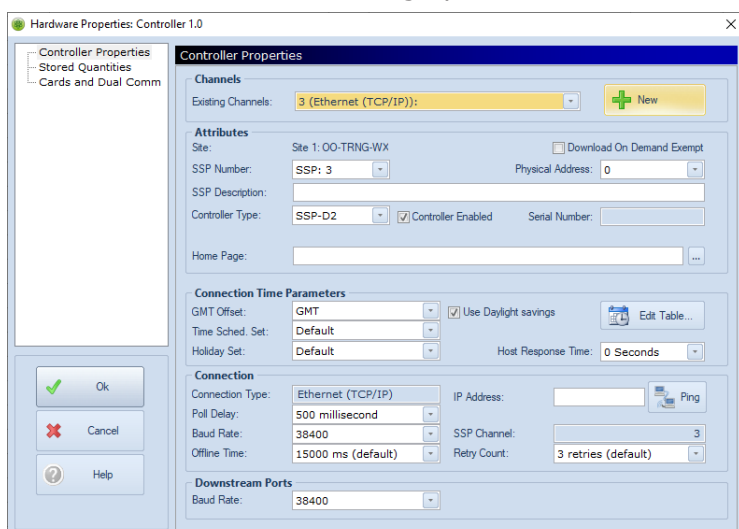 Hardware Properties: Controller 1.0
Controller Properties
Stored Quantities
Cards and Dual Comm
Controller Properties
Channels
Existing Channels: 3 (Ethernet (TCP/IP)): New
Attributes
Site: Site 1: OO-TRNG-WX Download On Demand Exempt
SSP Number: SSP: 3 Physical Address: 0
SSP Description:
Controller Type: SSP-D2 Controller Enabled Serial Number:
Home Page: ...
Connection Time Parameters
GMT Offset: GMT Use Daylight savings Edit Table...
Time Sched. Set: Default
Holiday Set: Default Host Response Time: 0 Seconds
Connection
Connection Type: Ethernet (TCP/IP) IP Address: Ping
Poll Delay: 500 millisecond
Baud Rate: 38400 SSP Channel: 3
Offline Time: 15000 ms (default) Retry Count: 3 retries (default)
Downstream Ports
Baud Rate: 38400
Ok
Cancel
Help